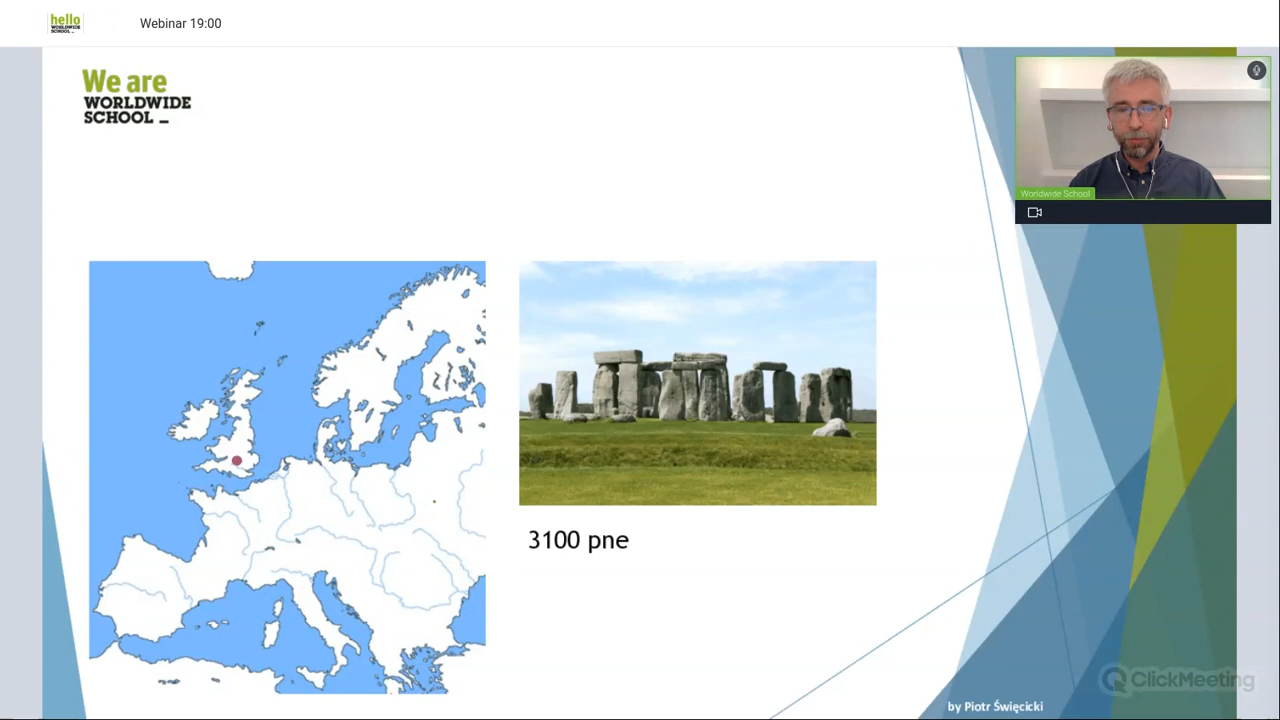 hello
WORLDWIDE
SCHOOL _
Webinar 19:00
We are
WORLDWIDE
SCHOOL _
Worldwide School
3100 pne
ClickMeeting
by Piotr Święcicki